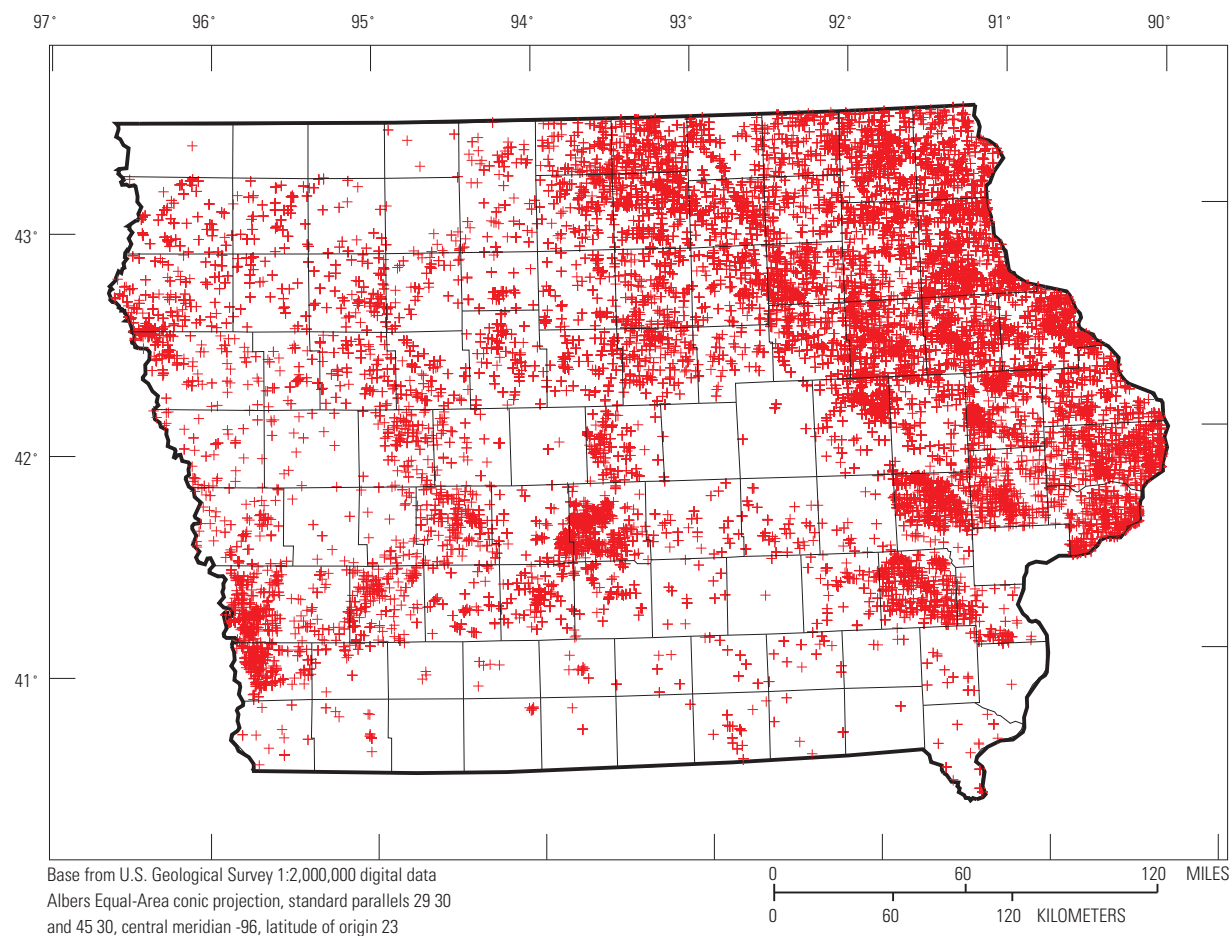 97° 96° 95° 94° 93° 92° 91° 90°
43°
42°
41°
Base from U.S. Geological Survey 1:2,000,000 digital data
Albers Equal-Area conic projection, standard parallels 29 30
and 45 30, central meridian -96, latitude of origin 23
0 60 120 MILES
0 60 120 KILOMETERS